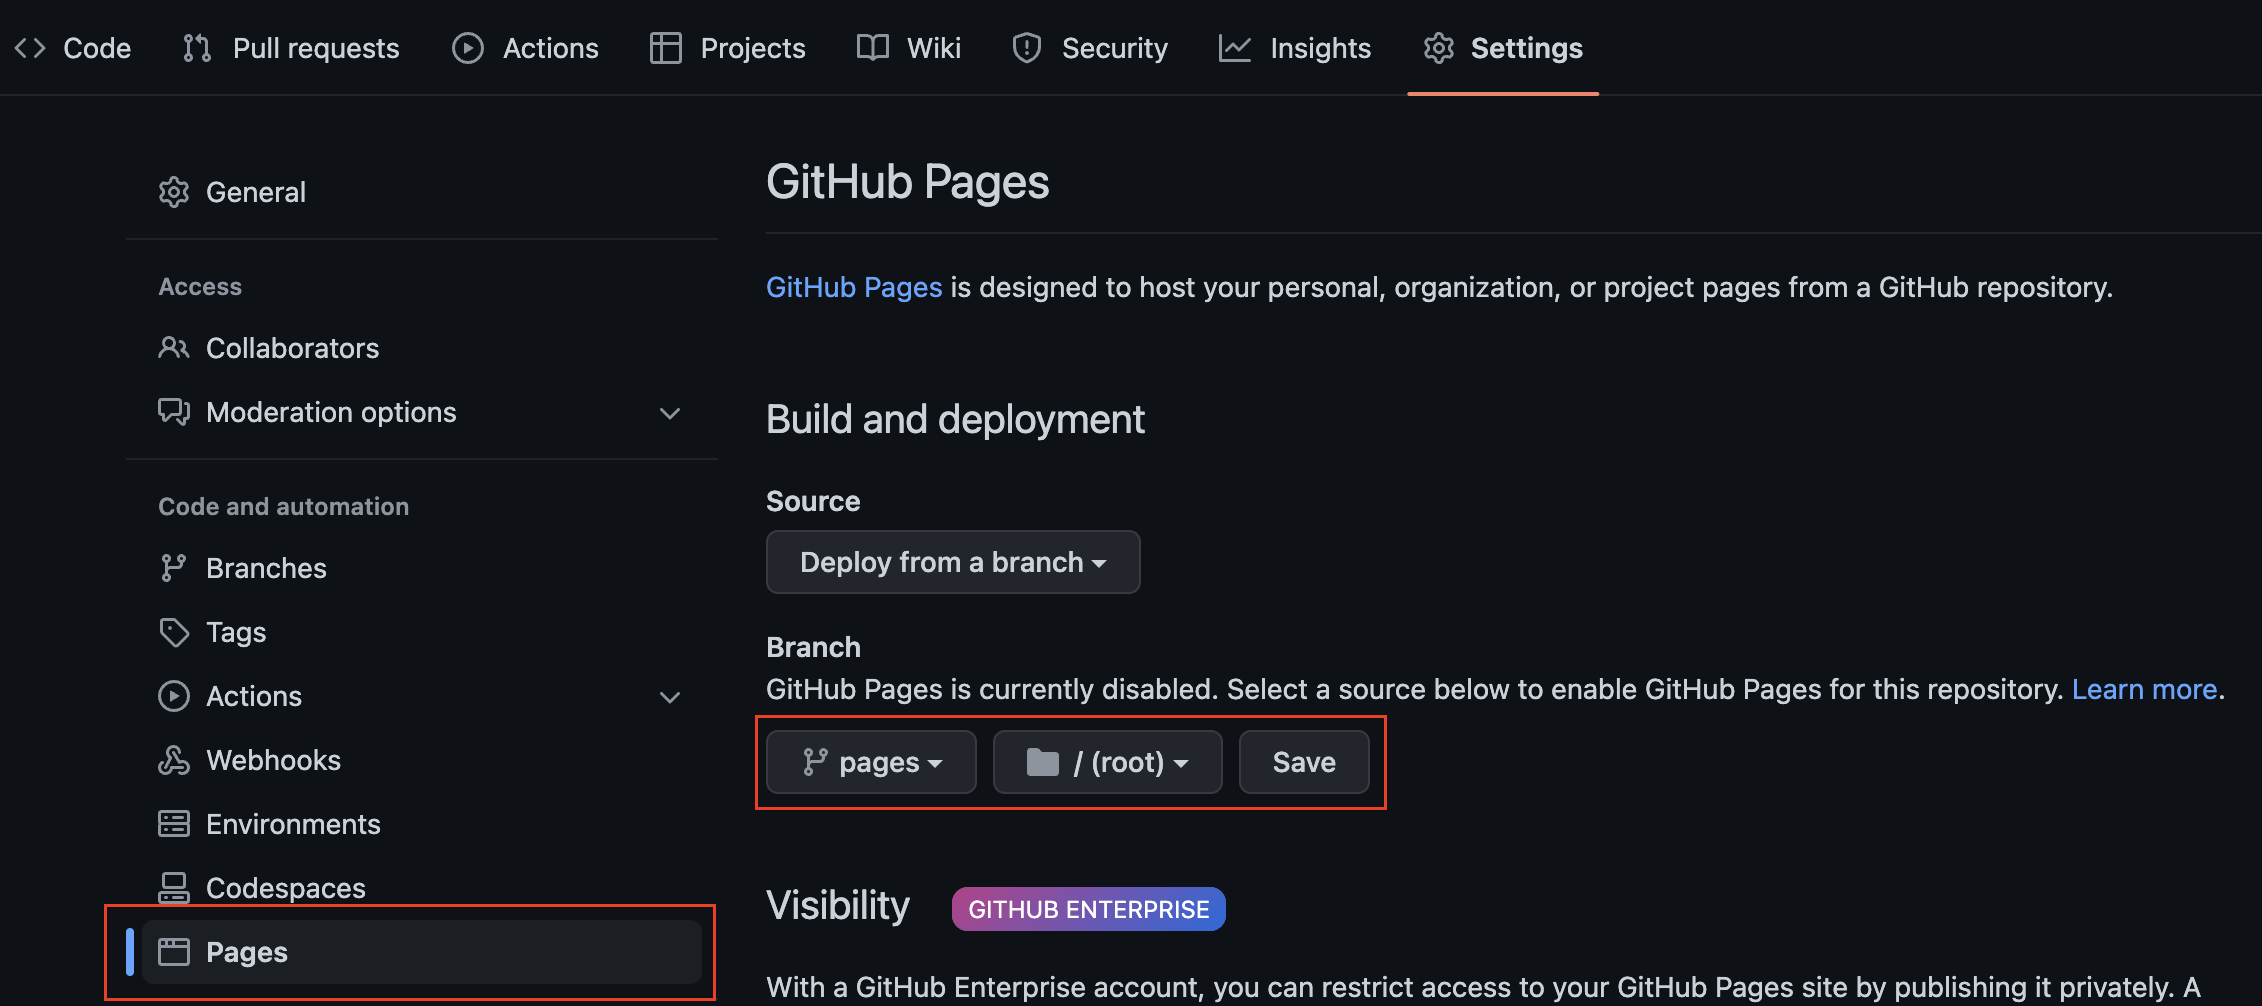 Code Pull requests Actions Projects Wiki Security Insights Settings
General
Access
Collaborators
Moderation options
Code and automation
Branches
Tags
Actions
Webhooks
Environments
Codespaces
Pages
GitHub Pages
GitHub Pages is designed to host your personal, organization, or project pages from a GitHub repository.
Build and deployment
Source
Deploy from a branch
Branch
GitHub Pages is currently disabled. Select a source below to enable GitHub Pages for this repository. Learn more.
pages / (root) Save
Visibility GITHUB ENTERPRISE
With a GitHub Enterprise account, you can restrict access to your GitHub Pages site by publishing it privately. A